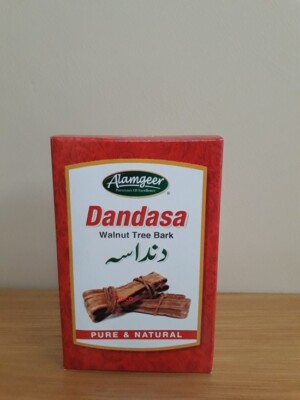 Alamgeer
Dandasa
Walnut Tree Bark
دنداسہ
PURE & NATURAL